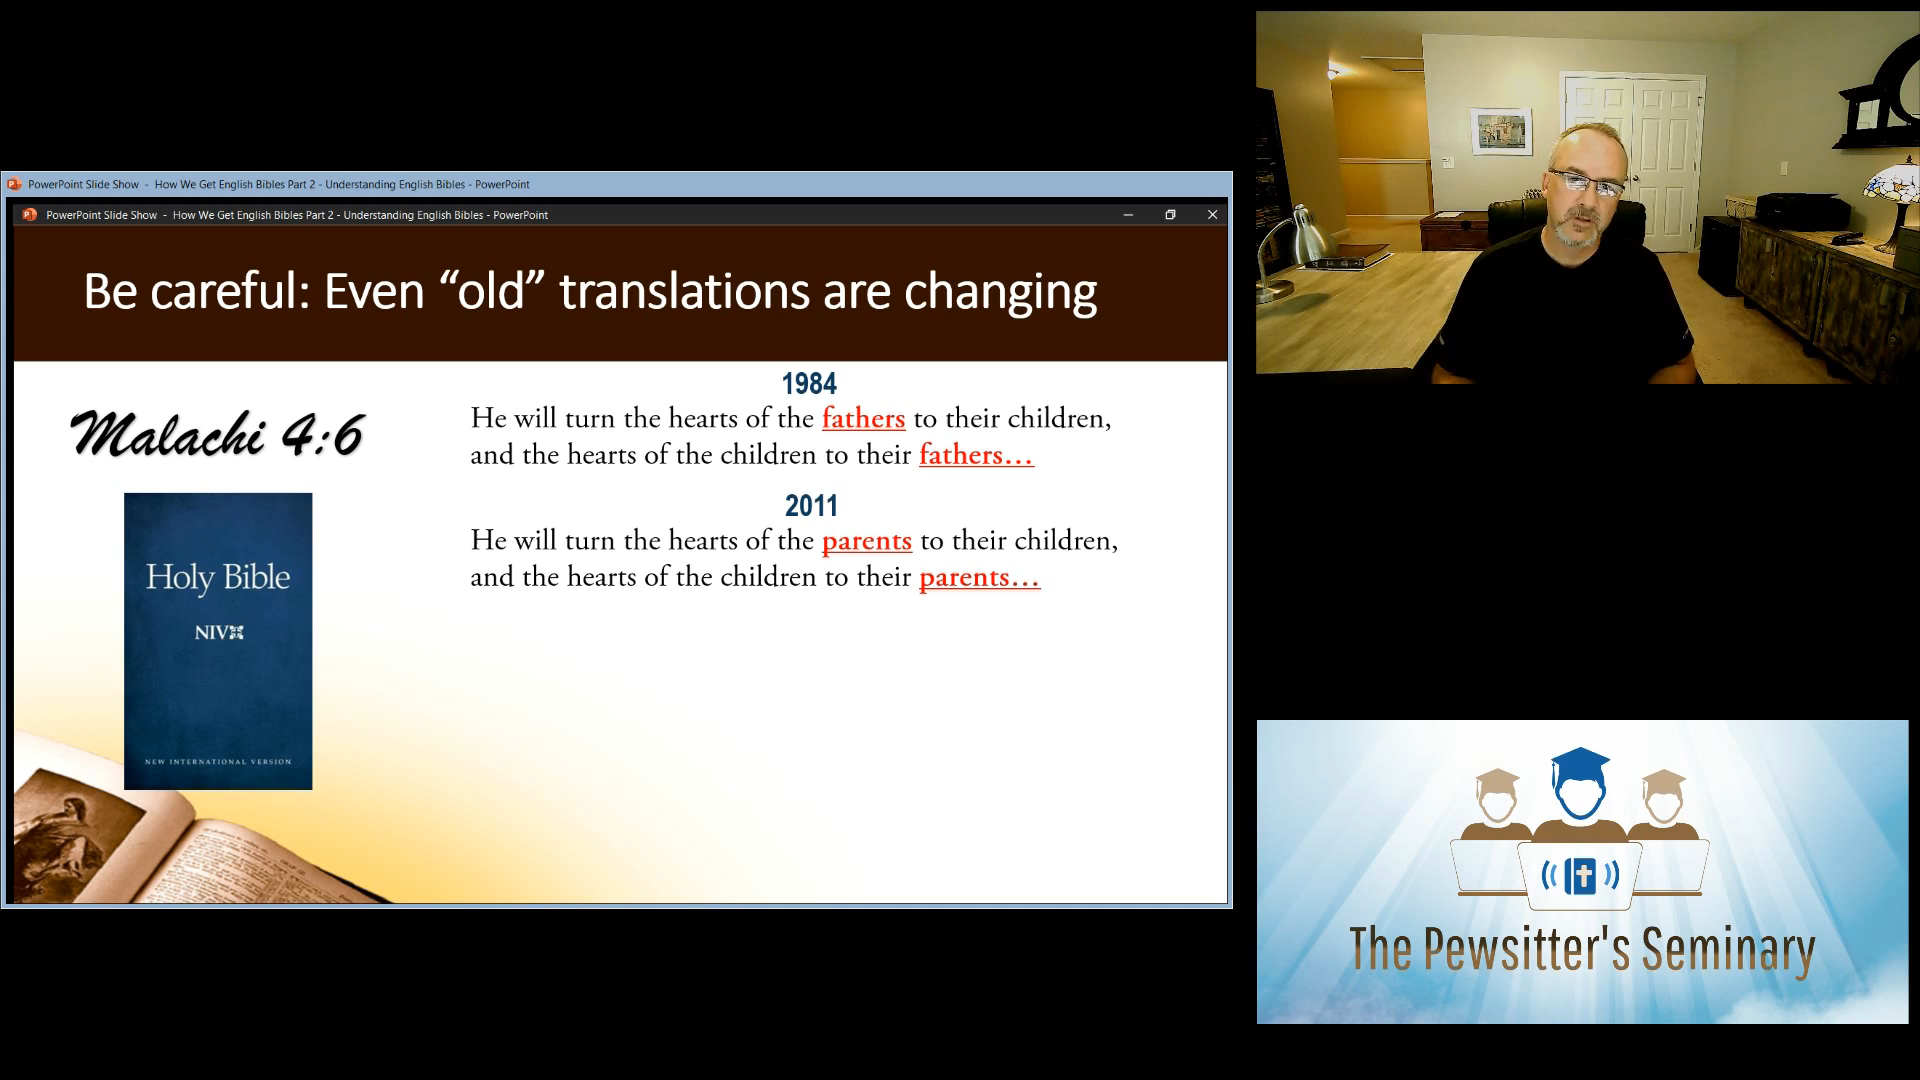 PowerPoint Slide Show - How We Get English Bibles Part 2 - Understanding English Bibles - PowerPoint
PowerPoint Slide Show - How We Get English Bibles Part 2 - Understanding English Bibles - PowerPoint
Be careful: Even “old” translations are changing
Malachi 4:6
Holy Bible
NIV
NEW INTERNATIONAL VERSION
1984
He will turn the hearts of the fathers to their children,
and the hearts of the children to their fathers…
2011
He will turn the hearts of the parents to their children,
and the hearts of the children to their parents…
The Pewsitter's Seminary